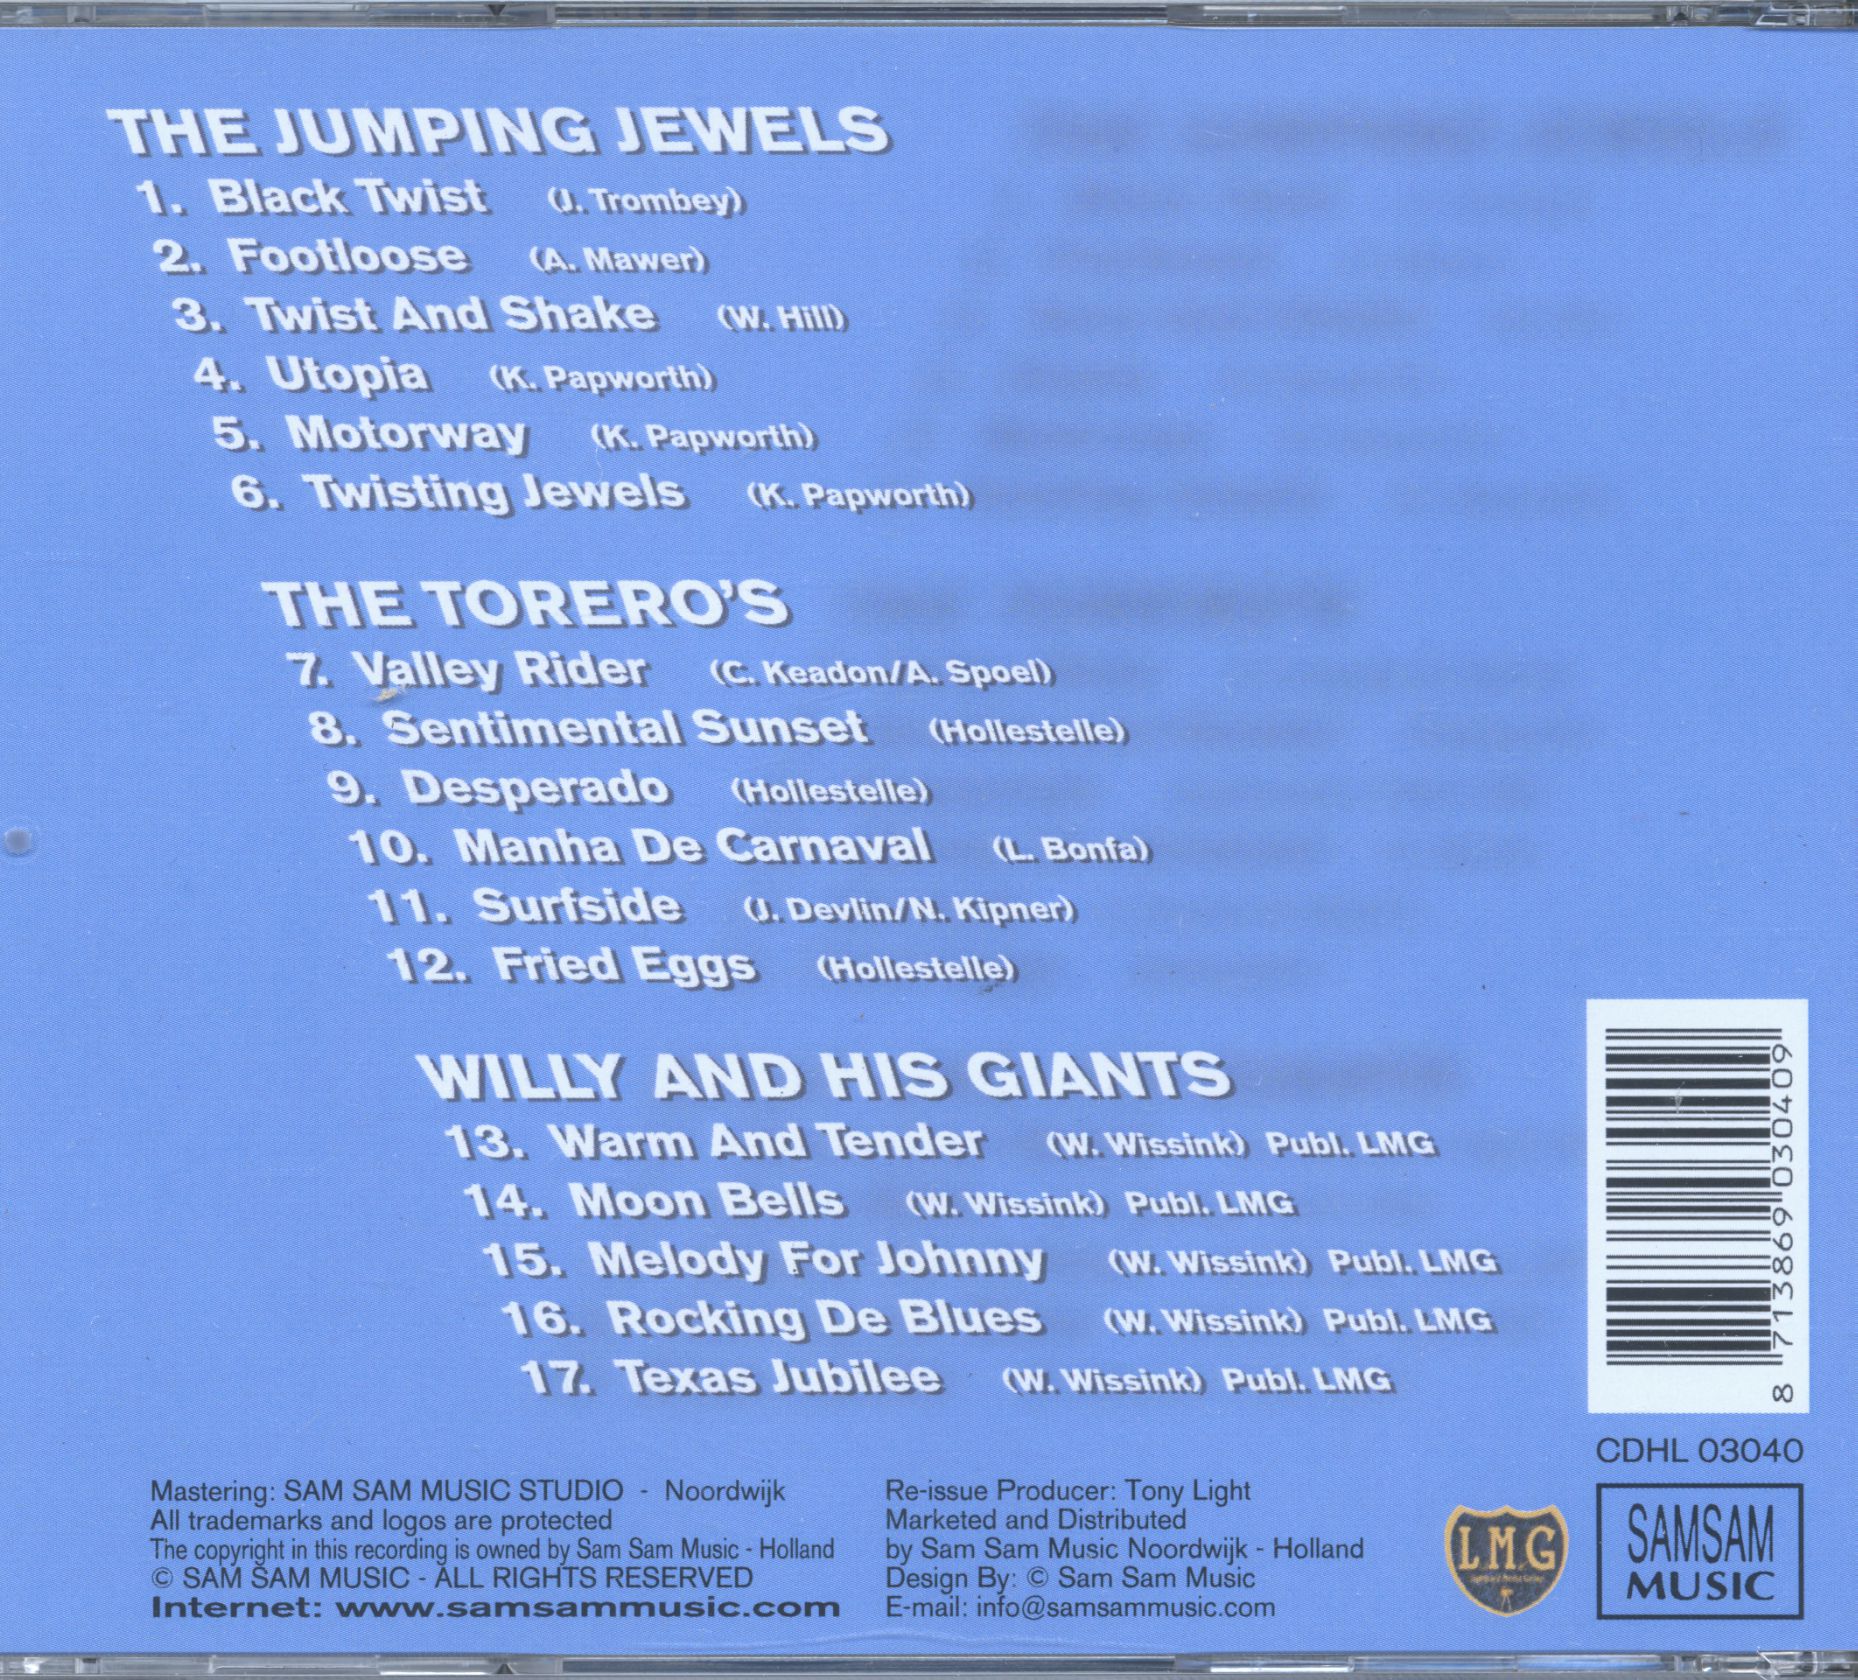 THE JUMPING JEWELS
1. Black Twist (J. Trombey)
2. Footloose (A. Mawer)
3. Twist And Shake (W. Hill)
4. Utopia (K. Papworth)
5. Motorway (K. Papworth)
6. Twisting Jewels (K. Papworth)
THE TORERO'S
7. Valley Rider (C. Keadon/A. Spoel)
8. Sentimental Sunset (Hollestelle)
9. Desperado (Hollestelle)
10. Manha De Carnaval (L. Bonfa)
11. Surfside (J. Devlin/N. Kipner)
12. Fried Eggs (Hollestelle)
WILLY AND HIS GIANTS
13. Warm And Tender (W. Wissink) Publ. LMG
14. Moon Bells (W. Wissink) Publ. LMG
15. Melody For Johnny (W. Wissink) Publ. LMG
16. Rocking De Blues (W. Wissink) Publ. LMG
17. Texas Jubilee (W. Wissink) Publ. LMG
8 713869 030409
CDHL 03040
Mastering: SAM SAM MUSIC STUDIO - Noordwijk
All trademarks and logos are protected
The copyright in this recording is owned by Sam Sam Music - Holland
© SAM SAM MUSIC - ALL RIGHTS RESERVED
Internet: www.samsammusic.com
Re-issue Producer: Tony Light
Marketed and Distributed
by Sam Sam Music Noordwijk - Holland
Design By: © Sam Sam Music
E-mail: info@samsammusic.com
L.M.G
SAMSAM
MUSIC